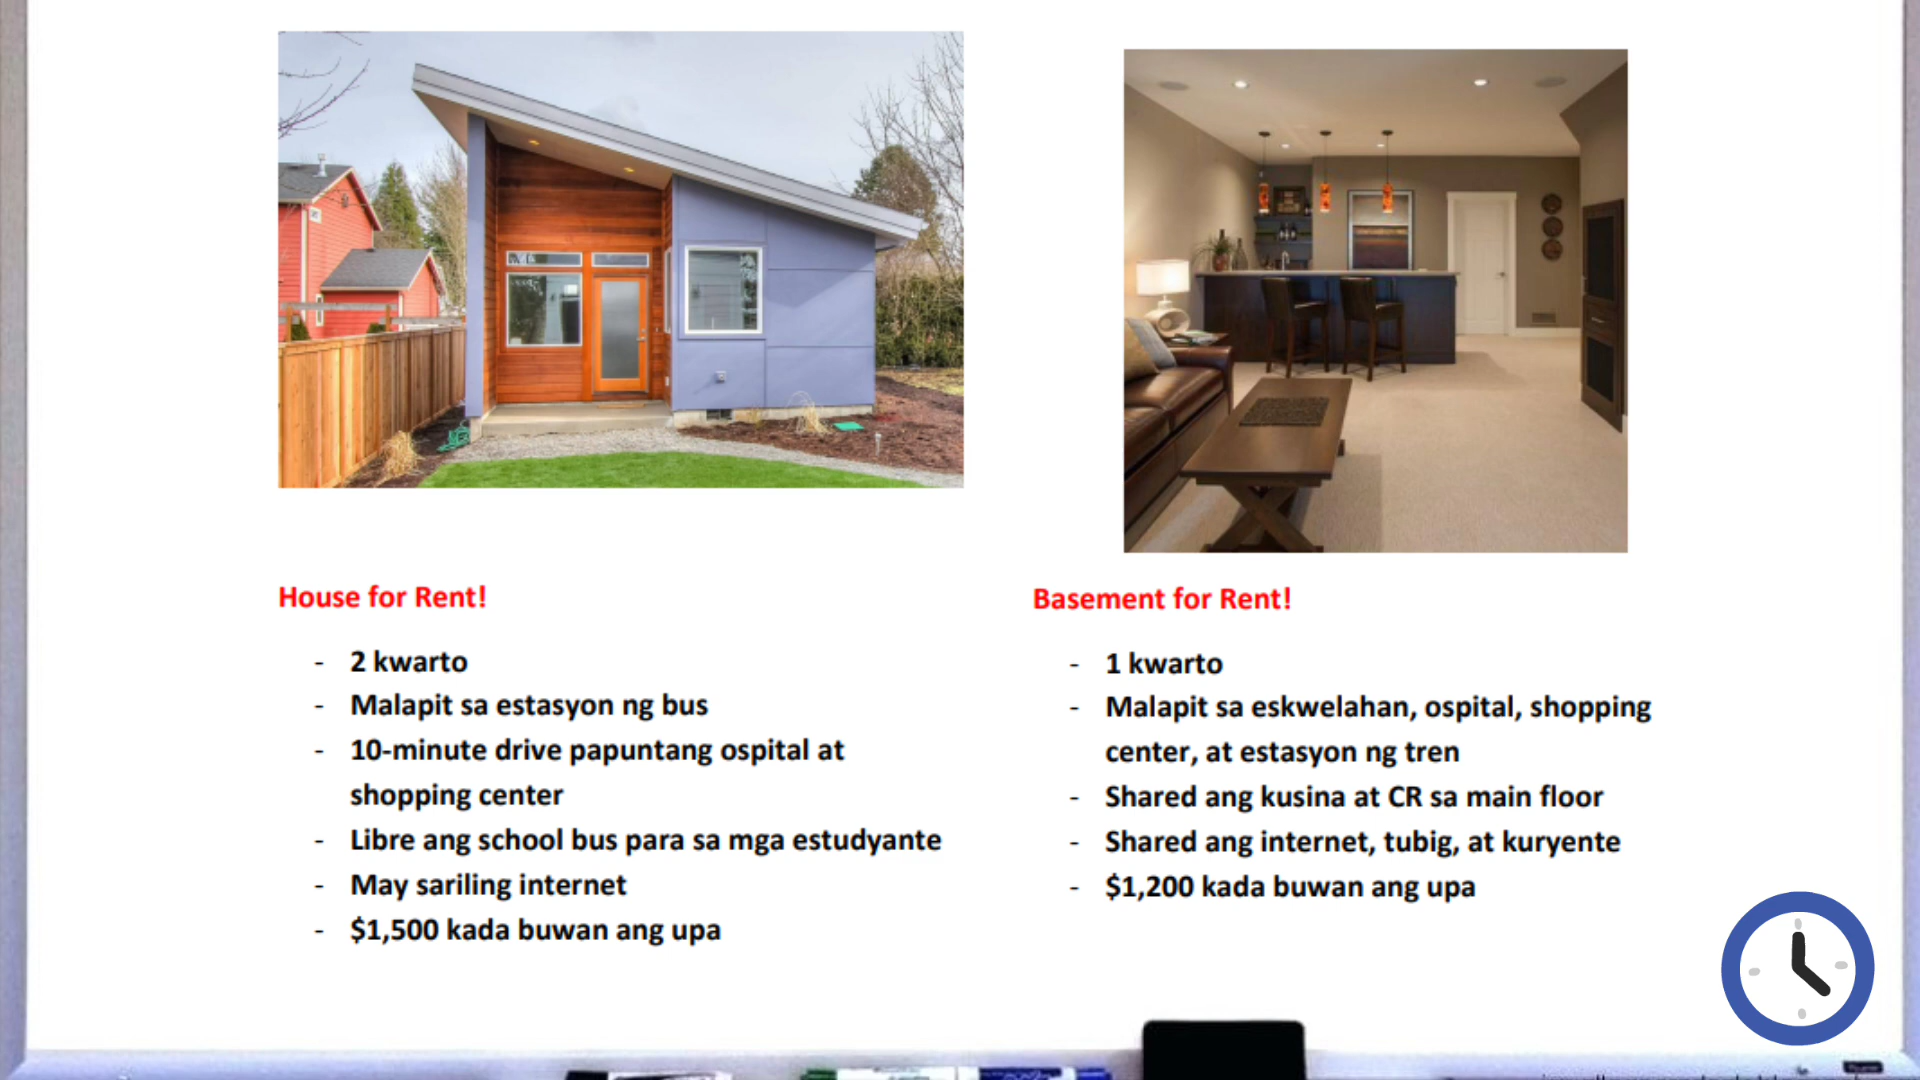 House for Rent!
- 2 kwarto
- Malapit sa estasyon ng bus
- 10-minute drive papuntang ospital at
shopping center
- Libre ang school bus para sa mga estudyante
- May sariling internet
- $1,500 kada buwan ang upa
Basement for Rent!
- 1 kwarto
- Malapit sa eskwelahan, ospital, shopping
center, at estasyon ng tren
- Shared ang kusina at CR sa main floor
- Shared ang internet, tubig, at kuryente
- $1,200 kada buwan ang upa